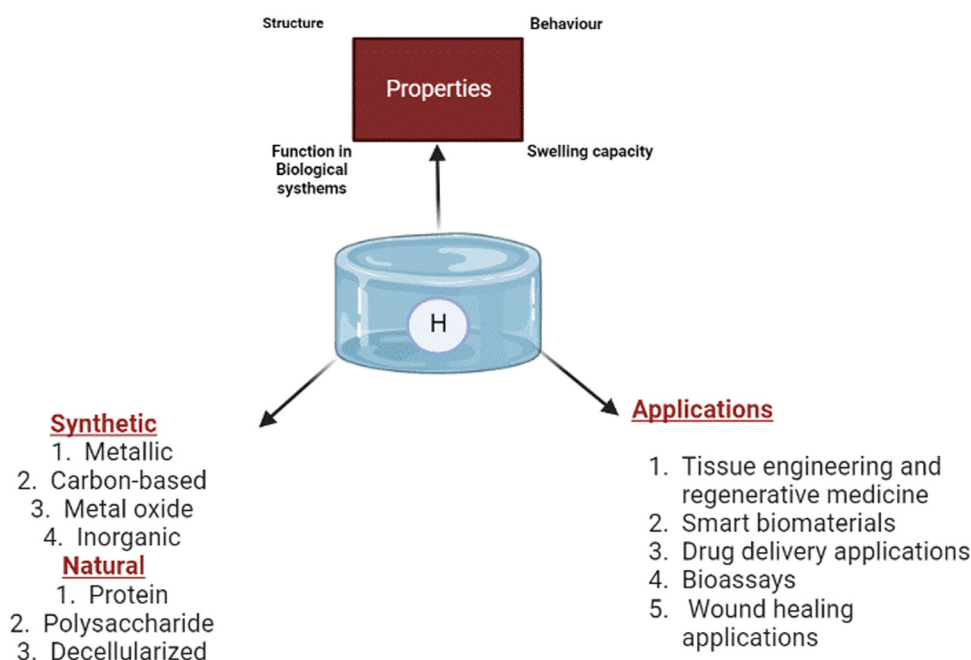 Structure
Behaviour
Properties
Function in
Biological
systhems
Swelling capacity
H
Synthetic
1. Metallic
2. Carbon-based
3. Metal oxide
4. Inorganic
Natural
1. Protein
2. Polysaccharide
3. Decellularized
Applications
1. Tissue engineering and
regenerative medicine
2. Smart biomaterials
3. Drug delivery applications
4. Bioassays
5. Wound healing
applications